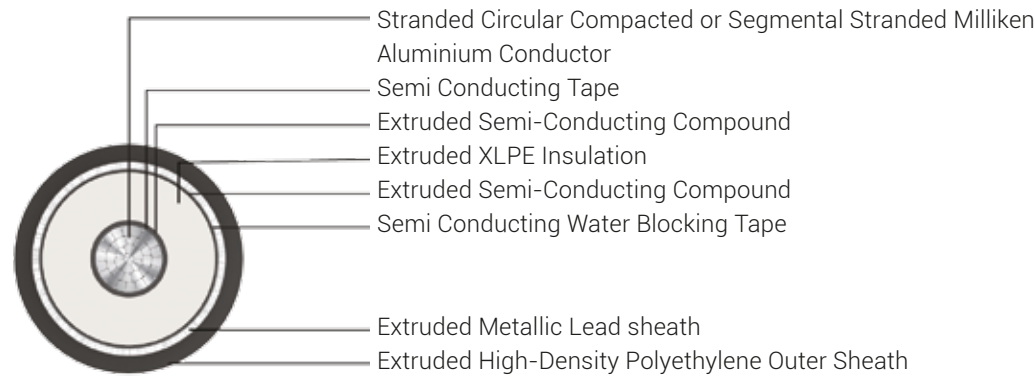 Stranded Circular Compacted or Segmental Stranded Milliken
Aluminium Conductor
Semi Conducting Tape
Extruded Semi-Conducting Compound
Extruded XLPE Insulation
Extruded Semi-Conducting Compound
Semi Conducting Water Blocking Tape
Extruded Metallic Lead sheath
Extruded High-Density Polyethylene Outer Sheath